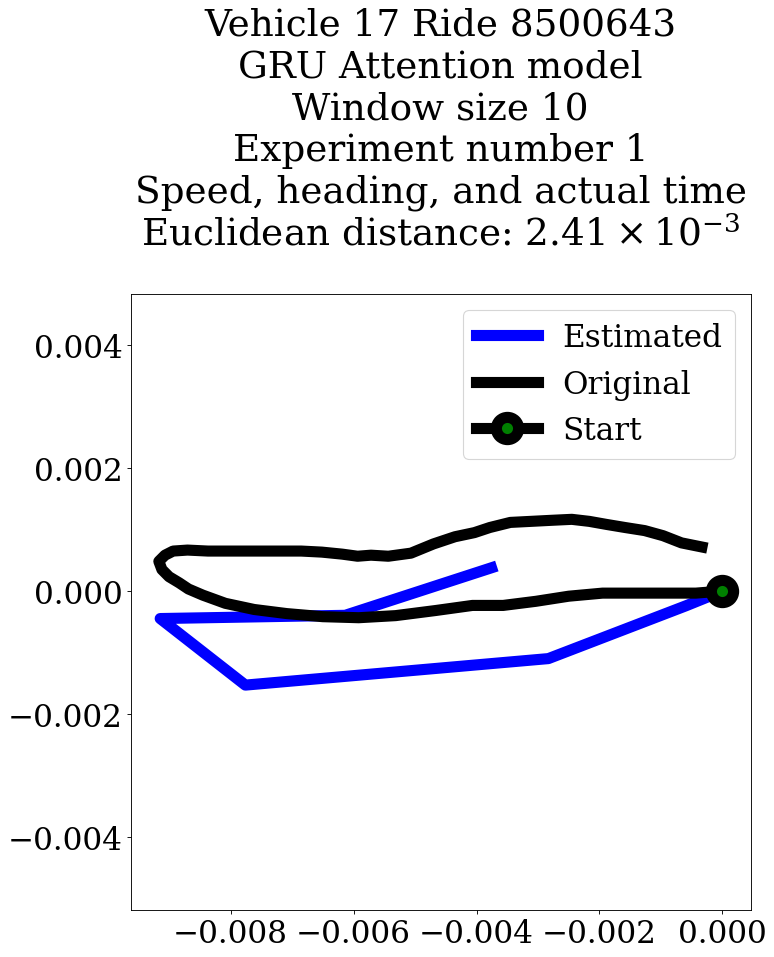 Vehicle 17 Ride 8500643
GRU Attention model
Window size 10
Experiment number 1
Speed, heading, and actual time
Euclidean distance: 2.41 × 10⁻³
Estimated
Original
Start
0.004
0.002
0.000
−0.002
−0.004
−0.008 −0.006 −0.004 −0.002 0.000